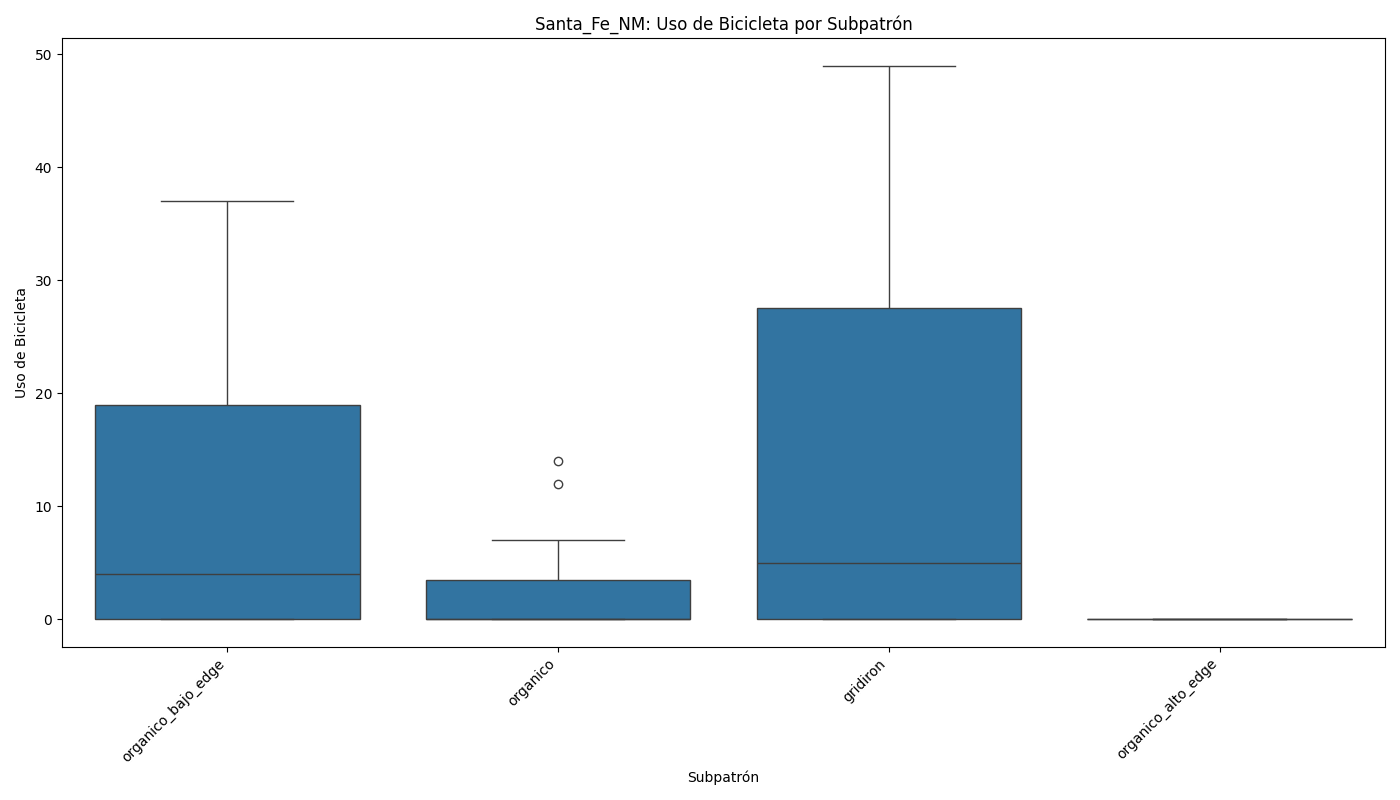 Santa_Fe_NM: Uso de Bicicleta por Subpatrón
50
40
30
20
10
0
Uso de Bicicleta
organico_bajo_edge
organico
gridiron
organico_alto_edge
Subpatrón